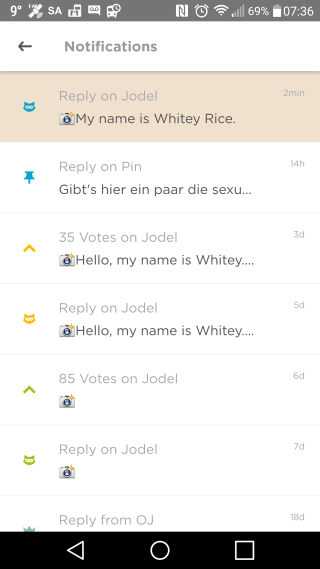 9° SA 69% 07:36
Notifications
Reply on Jodel 2min
My name is Whitey Rice.
Reply on Pin 14h
Gibt's hier ein paar die sexu...
35 Votes on Jodel 3d
Hello, my name is Whitey....
Reply on Jodel 5d
Hello, my name is Whitey....
85 Votes on Jodel 6d
Reply on Jodel 7d
Reply from OJ 18d